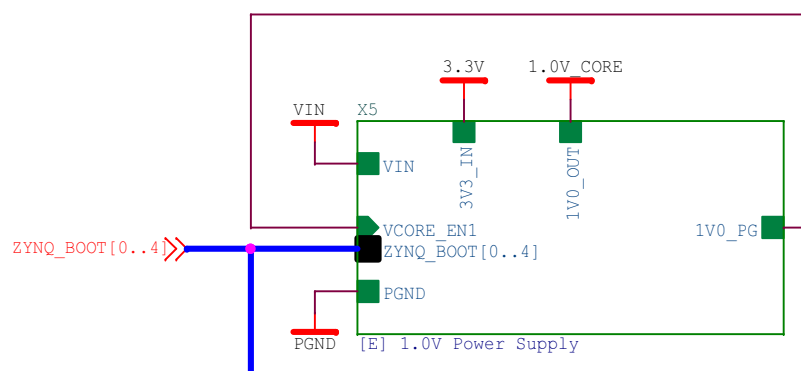 3.3V
1.0V_CORE
VIN
X5
VIN
3V3_IN
1V0_OUT
VCORE_EN1
1V0_PG
ZYNQ_BOOT[0..4]
ZYNQ_BOOT[0..4]
PGND
PGND
[E] 1.0V Power Supply